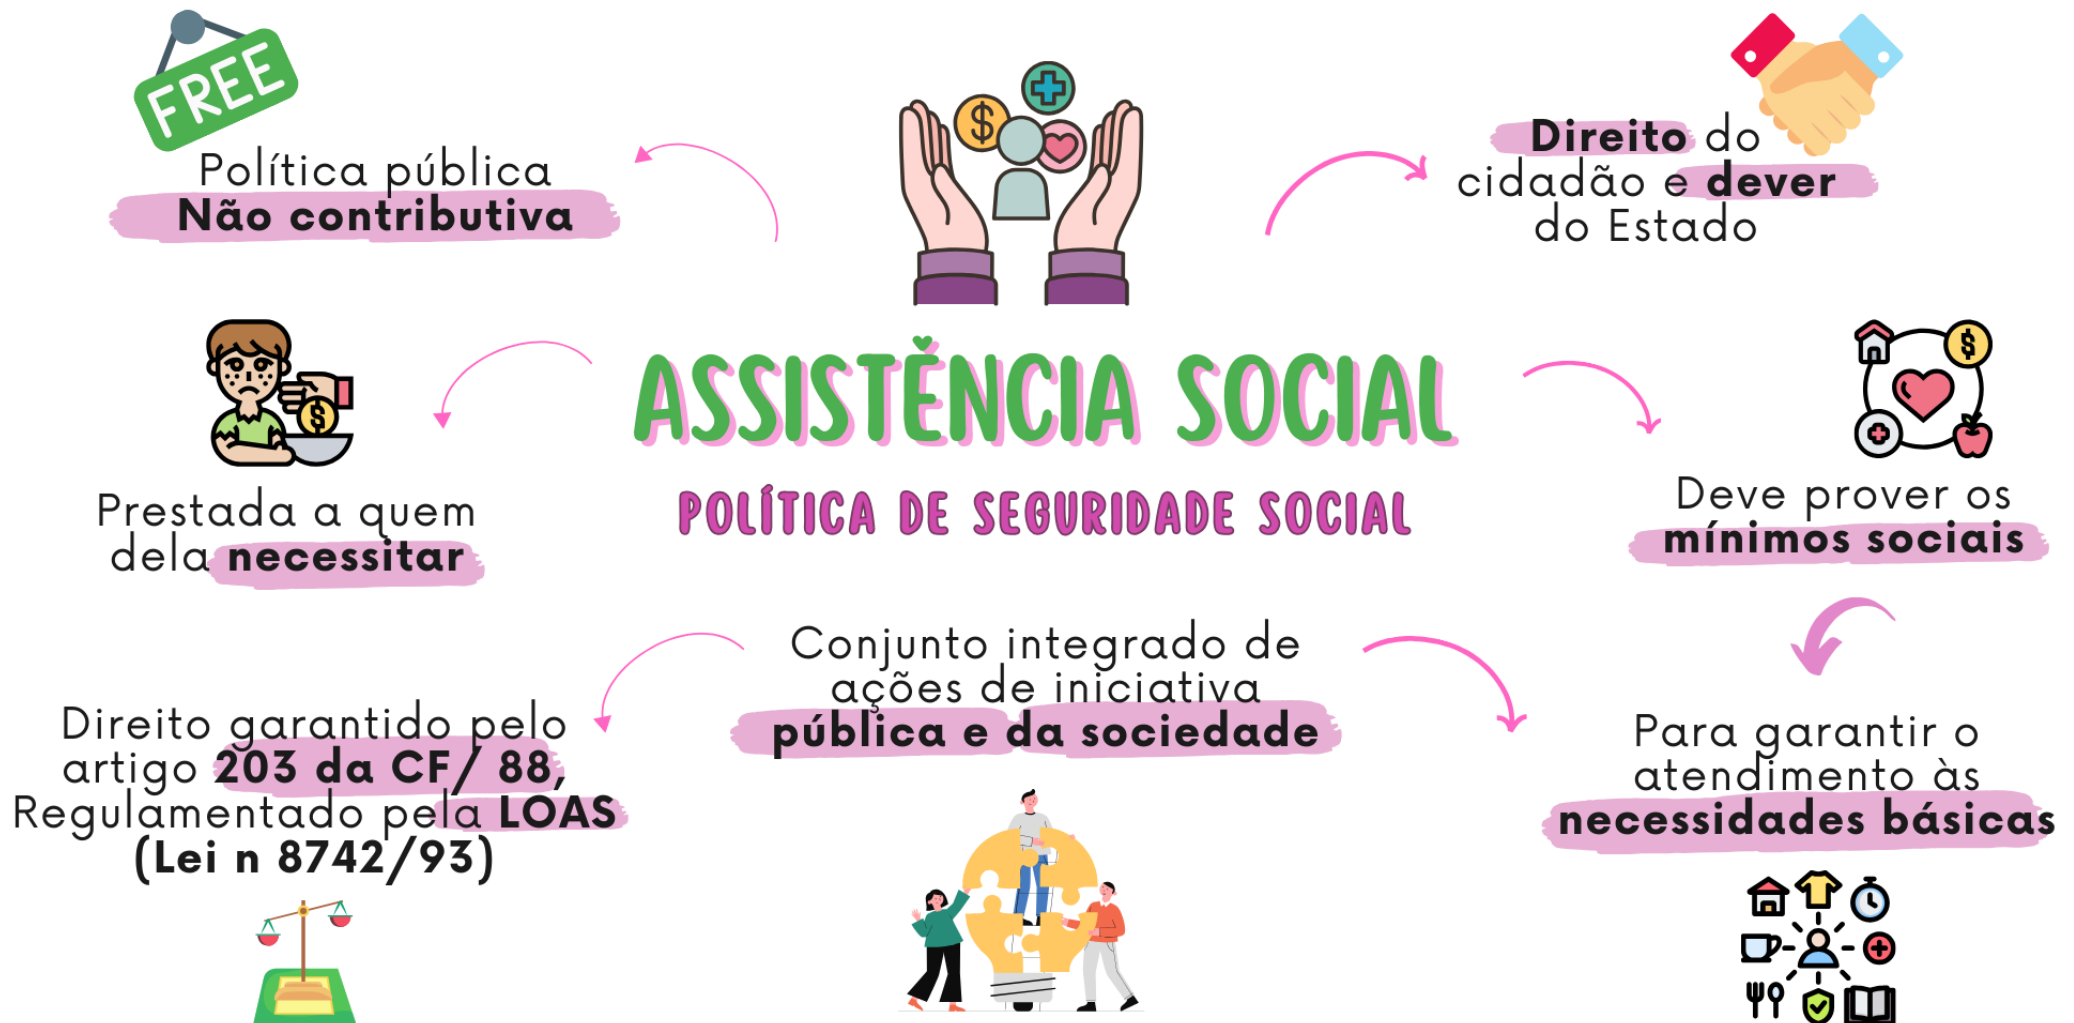 FREE
Política pública
Não contributiva
Direito do
cidadão e dever
do Estado
ASSISTÊNCIA SOCIAL
POLÍTICA DE SEGURIDADE SOCIAL
Prestada a quem
dela necessitar
Deve prover os
mínimos sociais
Conjunto integrado de
ações de iniciativa
pública e da sociedade
Direito garantido pelo
artigo 203 da CF/ 88,
Regulamentado pela LOAS
(Lei n 8742/93)
Para garantir o
atendimento às
necessidades básicas